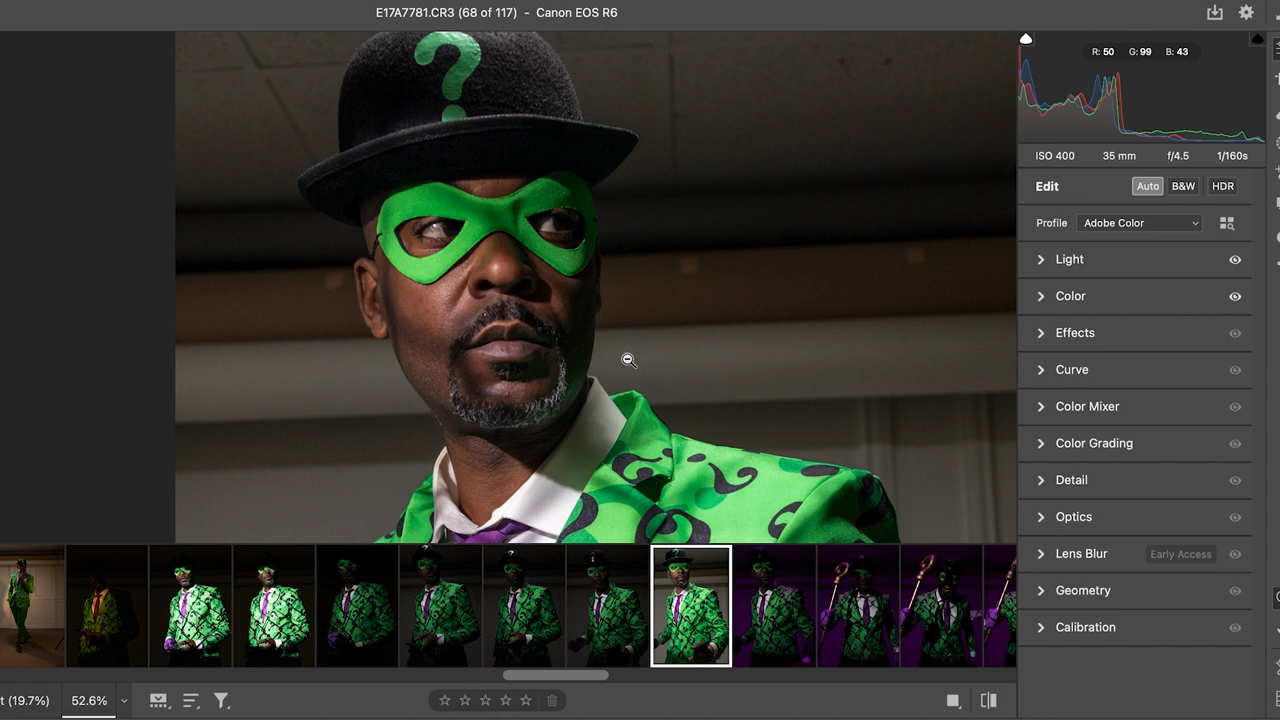 E17A7781.CR3 (68 of 117) - Canon EOS R6
R: 50 G: 99 B: 43
ISO 400 35 mm f/4.5 1/160s
Edit Auto B&W HDR
Profile Adobe Color
Light
Color
Effects
Curve
Color Mixer
Color Grading
Detail
Optics
Lens Blur Early Access
Geometry
Calibration
?
t (19.7%) 52.6%